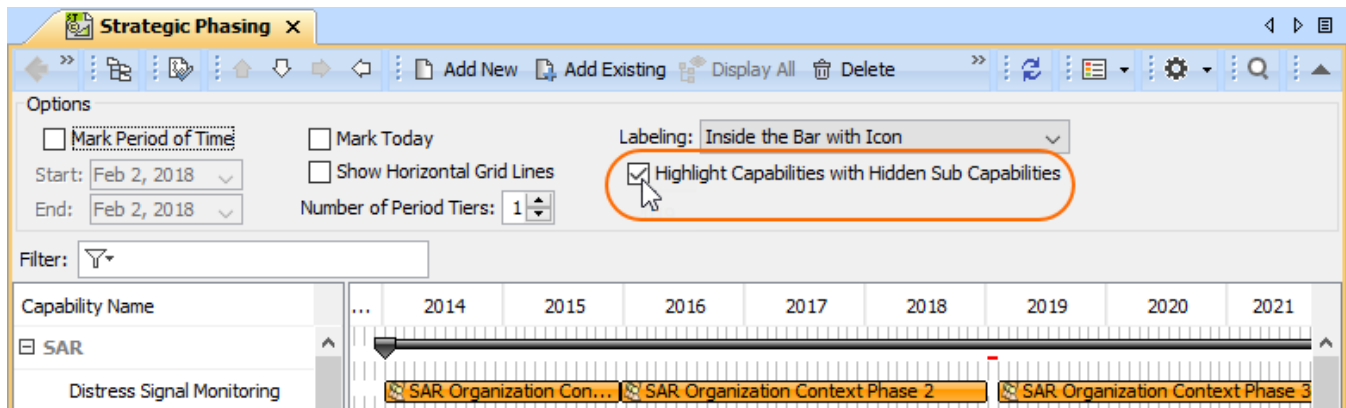 Strategic Phasing X
Add New Add Existing Display All Delete
Options
Mark Period of Time Mark Today Labeling: Inside the Bar with Icon
Start: Feb 2, 2018 Show Horizontal Grid Lines Highlight Capabilities with Hidden Sub Capabilities
End: Feb 2, 2018 Number of Period Tiers: 1
Filter:
Capability Name ... 2014 2015 2016 2017 2018 2019 2020 2021
SAR
Distress Signal Monitoring SAR Organization Con... SAR Organization Context Phase 2 SAR Organization Context Phase 3